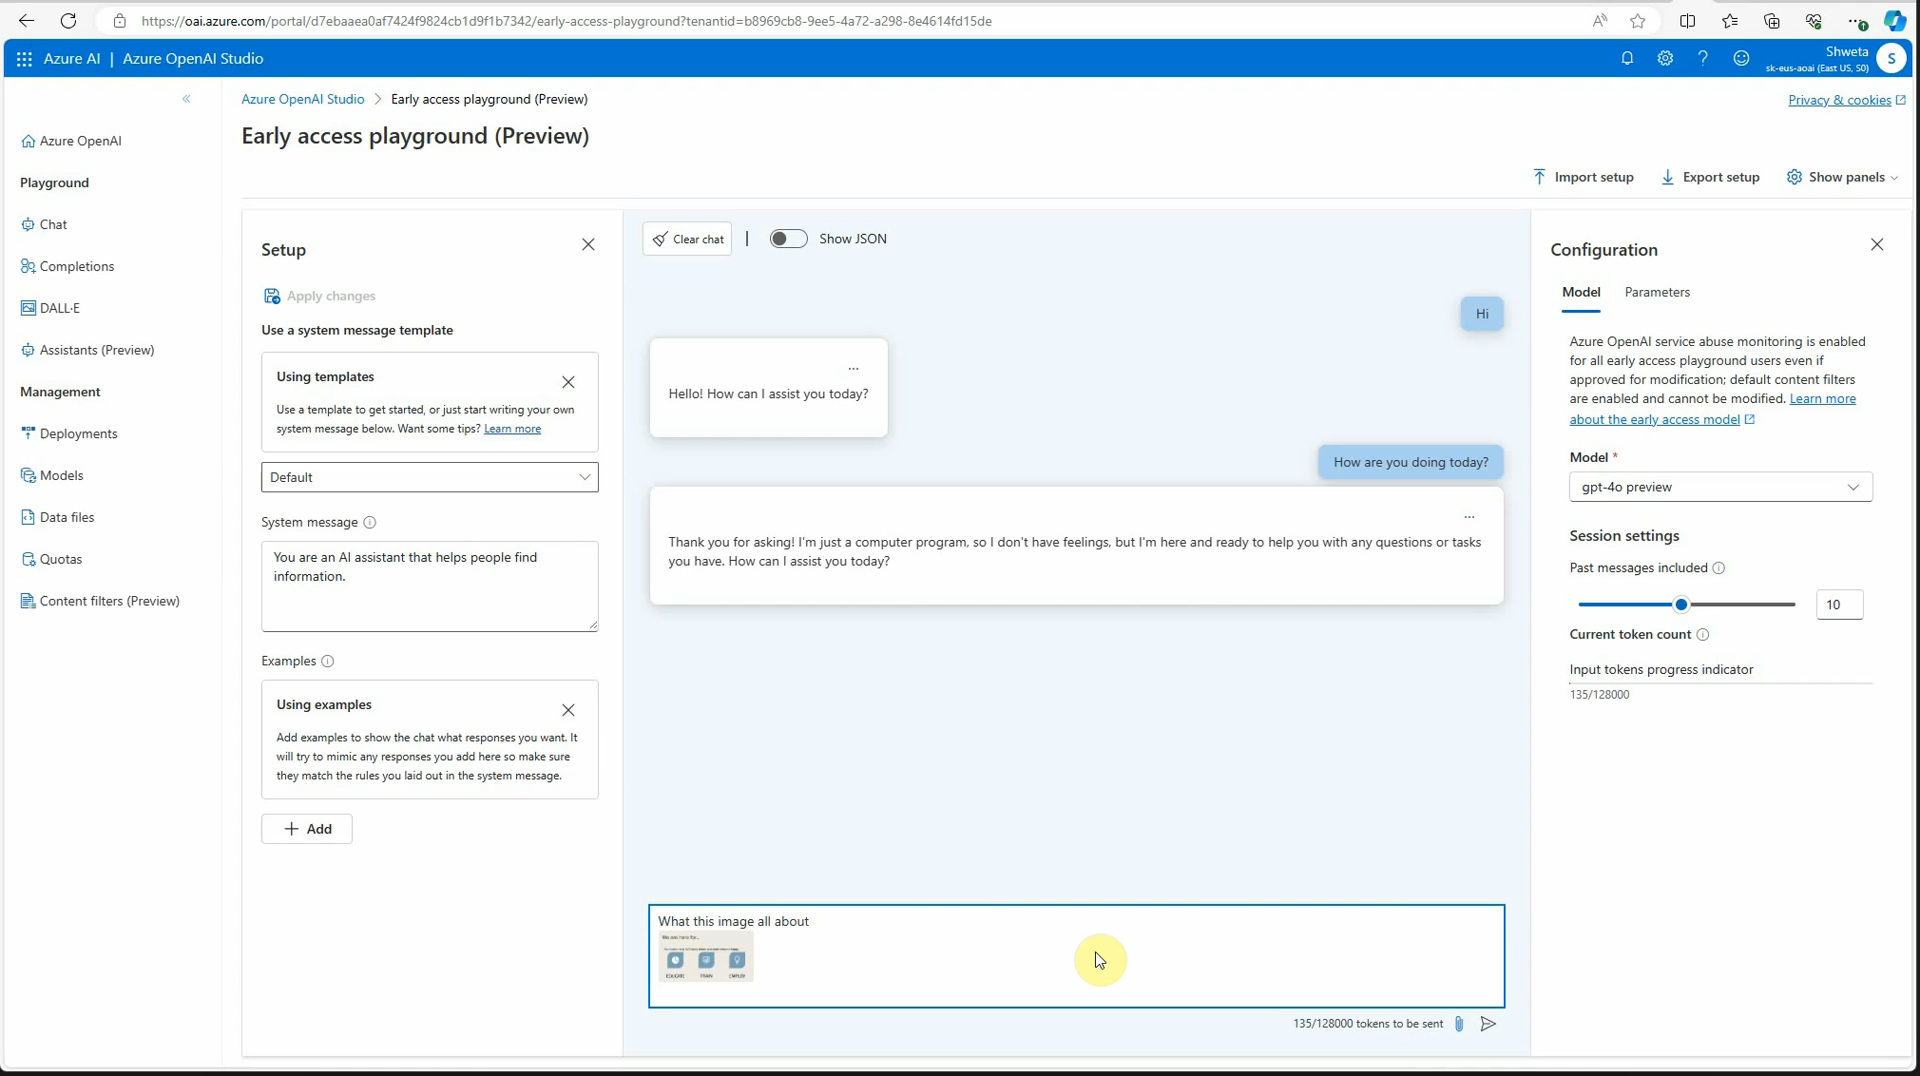 https://oai.azure.com/portal/d7ebaaea0af7424f9824cb1d9f1b7342/early-access-playground?tenantid=b8969cb8-9ee5-4a72-a298-8e4614fd15de
Azure AI | Azure OpenAI Studio
Shweta
sk-eus-aoai (East US, S0)
S
Azure OpenAI Studio > Early access playground (Preview)
Privacy & cookies
Early access playground (Preview)
Import setup
Export setup
Show panels
Azure OpenAI
Playground
Chat
Completions
DALL·E
Assistants (Preview)
Management
Deployments
Models
Data files
Quotas
Content filters (Preview)
Setup
Apply changes
Use a system message template
Using templates
Use a template to get started, or just start writing your own
system message below. Want some tips? Learn more
Default
System message
You are an AI assistant that helps people find
information.
Examples
Using examples
Add examples to show the chat what responses you want. It
will try to mimic any responses you add here so make sure
they match the rules you laid out in the system message.
+ Add
Clear chat | Show JSON
Hi
...
Hello! How can I assist you today?
How are you doing today?
...
Thank you for asking! I'm just a computer program, so I don't have feelings, but I'm here and ready to help you with any questions or tasks
you have. How can I assist you today?
What this image all about
We are here for...
EDUCATE TRAIN EMPLOY
135/128000 tokens to be sent
Configuration
Model
Parameters
Azure OpenAI service abuse monitoring is enabled
for all early access playground users even if
approved for modification; default content filters
are enabled and cannot be modified. Learn more
about the early access model
Model *
gpt-4o preview
Session settings
Past messages included
10
Current token count
Input tokens progress indicator
135/128000